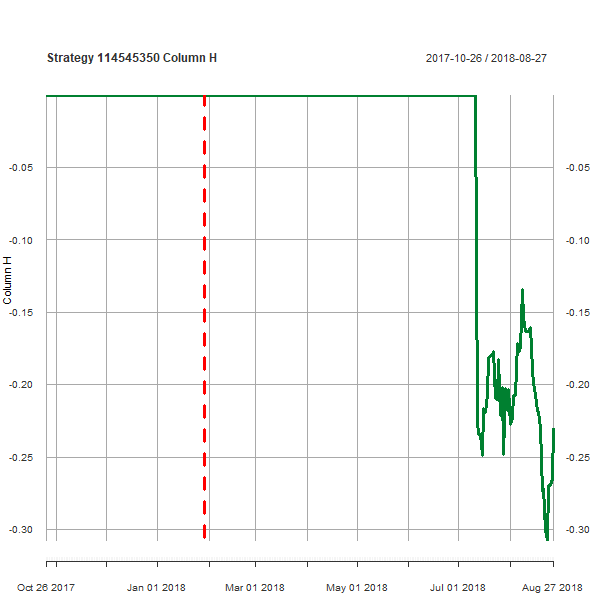 Strategy 114545350 Column H
2017-10-26 / 2018-08-27
-0.05
-0.05
-0.10
-0.10
-0.15
-0.15
-0.20
-0.20
-0.25
-0.25
-0.30
-0.30
Column H
Oct 26 2017
Jan 01 2018
Mar 01 2018
May 01 2018
Jul 01 2018
Aug 27 2018